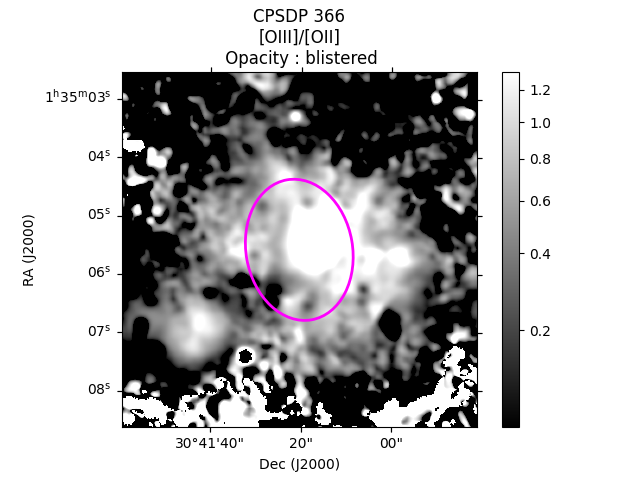 CPSDP 366
[OIII]/[OII]
Opacity : blistered
1ʰ35ᵐ03ˢ
04ˢ
05ˢ
06ˢ
07ˢ
08ˢ
RA (J2000)
30°41'40"
20"
00"
Dec (J2000)
1.2
1.0
0.8
0.6
0.4
0.2